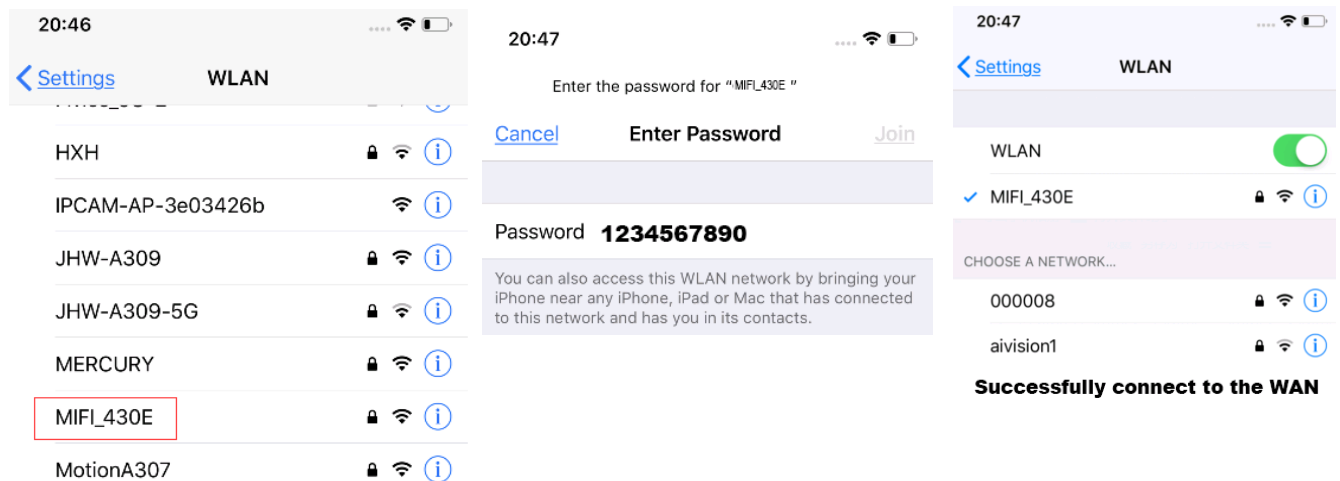 20:46
Settings WLAN
HXH
IPCAM-AP-3e03426b
JHW-A309
JHW-A309-5G
MERCURY
MIFI_430E
MotionA307
20:47
Enter the password for “MIFI_430E ”
Cancel Enter Password Join
Password 1234567890
You can also access this WLAN network by bringing your
iPhone near any iPhone, iPad or Mac that has connected
to this network and has you in its contacts.
20:47
Settings WLAN
WLAN
MIFI_430E
CHOOSE A NETWORK...
000008
aivision1
Successfully connect to the WAN